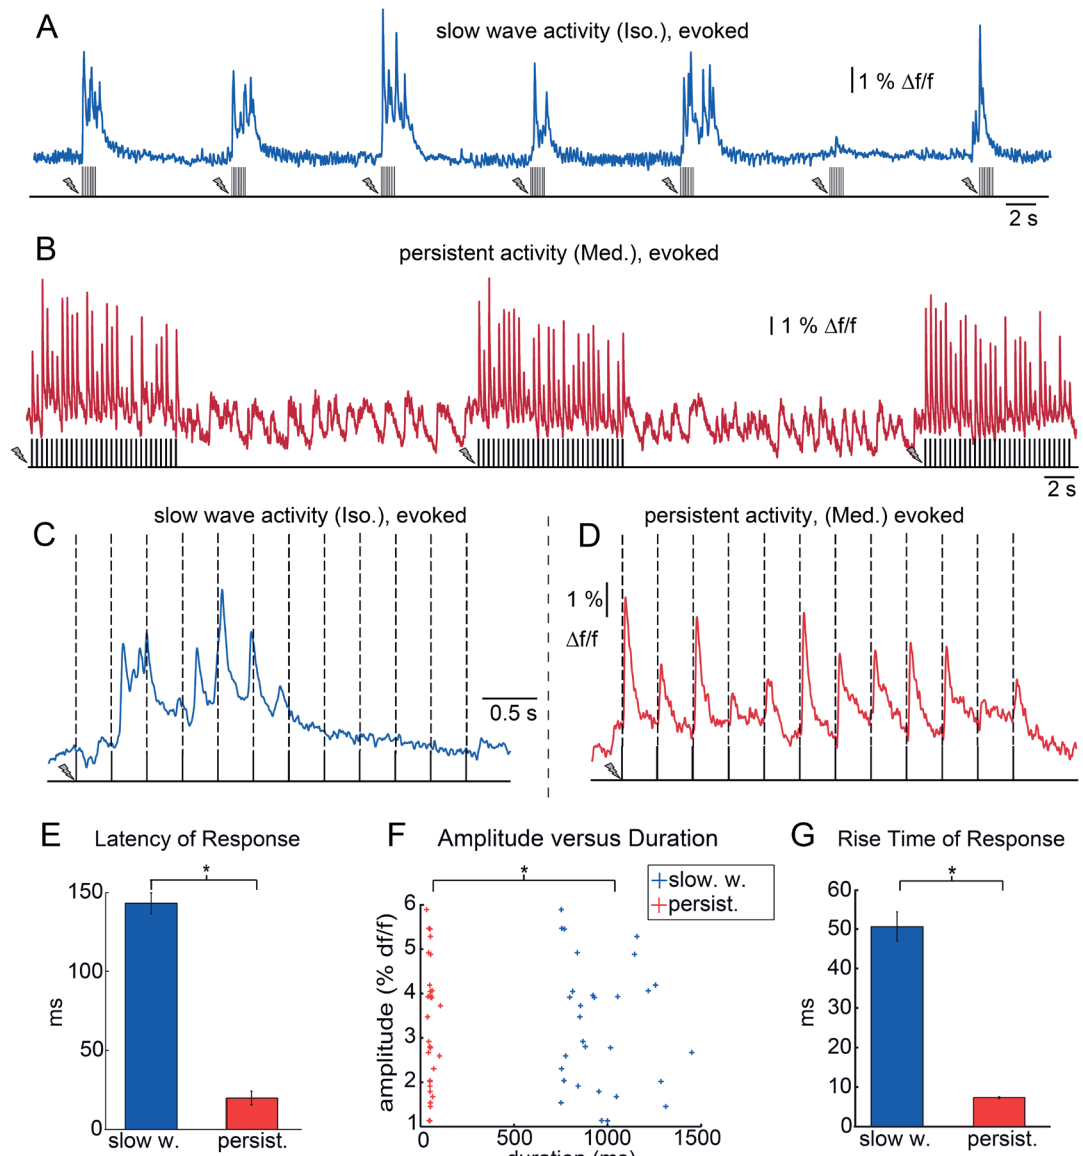 A
slow wave activity (Iso.), evoked
1 % Δf/f
2 s
B
persistent activity (Med.), evoked
1 % Δf/f
2 s
C
slow wave activity (Iso.), evoked
0.5 s
D
persistent activity, (Med.) evoked
1 %
Δf/f
E
Latency of Response
*
150
100
50
0
ms
slow w.
persist.
F
Amplitude versus Duration
*
slow. w.
persist.
6
5
4
3
2
1
amplitude (% df/f)
0
500
1000
1500
duration (ms)
G
Rise Time of Response
*
60
50
40
30
20
10
0
ms
slow w.
persist.